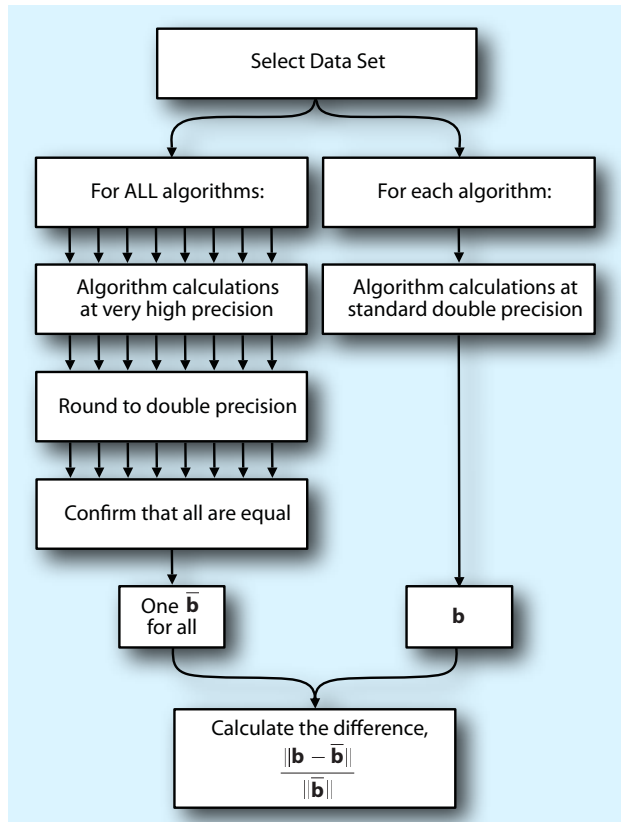 Select Data Set
For ALL algorithms:
For each algorithm:
Algorithm calculations
at very high precision
Algorithm calculations at
standard double precision
Round to double precision
Confirm that all are equal
One b̅
for all
b
Calculate the difference,
||b − b̅||
||b̅||